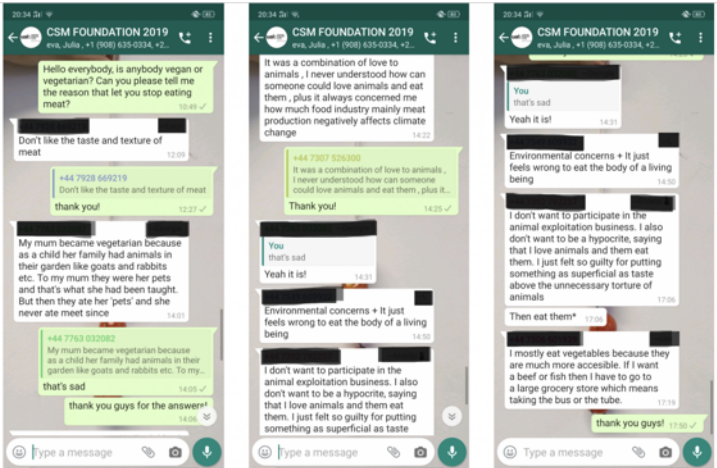 20:34
CSM FOUNDATION 2019
eva, Julia , +1 (908) 635-0334, +2...
Hello everybody, is anybody vegan or
vegetarian? Can you please tell me
the reason that let you stop eating
meat?
10:49
Don't like the taste and texture of
meat
12:09
+44 7928 669219
Don't like the taste and texture of meat
thank you!
12:27
My mum became vegetarian because
as a child her family had animals in
their garden like goats and rabbits
etc. To my mum they were her pets
and that's what she had been taught.
But then they ate her 'pets' and she
never ate meet since
14:01
+44 7763 032082
My mum became vegetarian because
as a child her family had animals in
their garden like goats and rabbits etc. To my...
that's sad
14:05
thank you guys for the answers!
14:06
Type a message
20:34
CSM FOUNDATION 2019
eva, Julia , +1 (908) 635-0334, +2...
It was a combination of love to
animals , I never understood how can
someone could love animals and eat
them , plus it always concerned me
how much food industry mainly meat
production negatively affects climate
change
14:22
+44 7307 526300
It was a combination of love to animals ,
I never understood how can someone
could love animals and eat them , plus it...
Thank you!
14:25
You
that's sad
Yeah it is!
14:31
Environmental concerns + It just
feels wrong to eat the body of a living
being
14:50
I don't want to participate in the
animal exploitation business. I also
don't want to be a hypocrite, saying
that I love animals and them eat
them. I just felt so guilty for putting
something as superficial as taste
Type a message
20:34
CSM FOUNDATION 2019
eva, Julia , +1 (908) 635-0334, +2...
You
that's sad
Yeah it is!
14:31
Environmental concerns + It just
feels wrong to eat the body of a living
being
14:50
I don't want to participate in the
animal exploitation business. I also
don't want to be a hypocrite, saying
that I love animals and them eat
them. I just felt so guilty for putting
something as superficial as taste
above the unnecessary torture of
animals
17:06
Then eat them*
17:06
I mostly eat vegetables because they
are much more accesible. If I want
a beef or fish then I have to go to
a large grocery store which means
taking the bus or the tube.
17:19
thank you guys!
17:50
Type a message